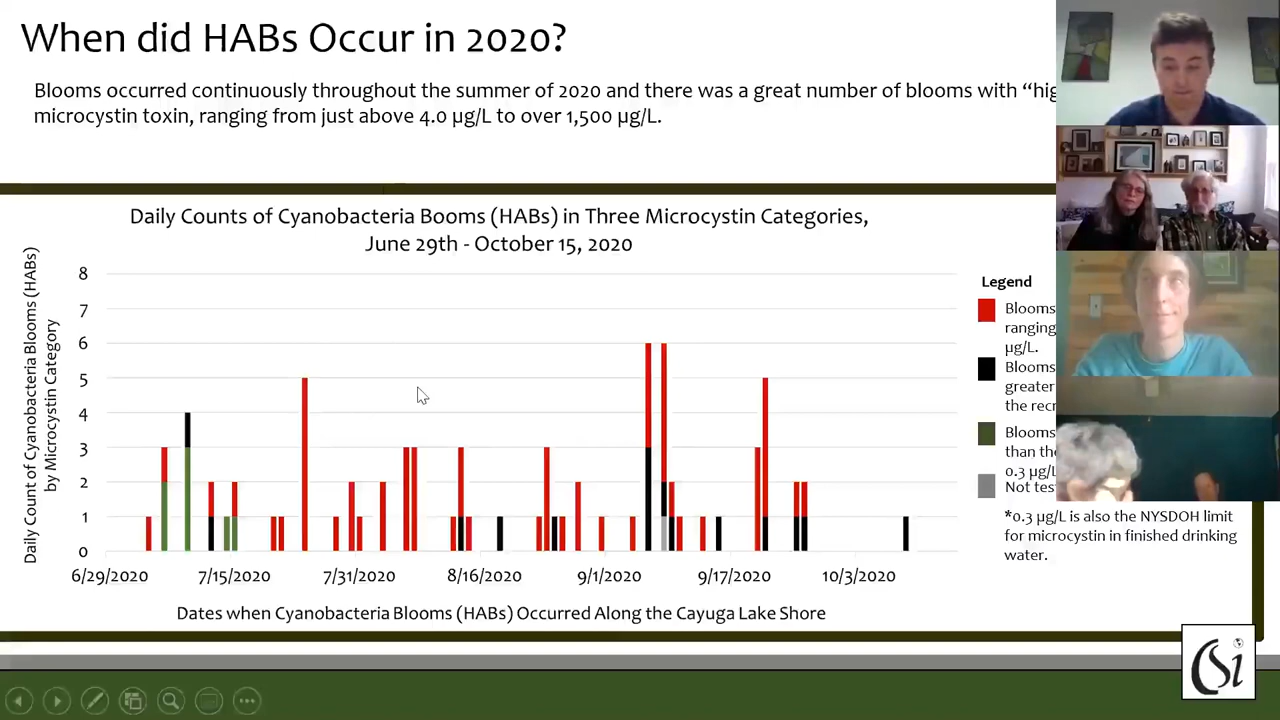 When did HABs Occur in 2020?
Blooms occurred continuously throughout the summer of 2020 and there was a great number of blooms with “hig
microcystin toxin, ranging from just above 4.0 µg/L to over 1,500 µg/L.
Daily Counts of Cyanobacteria Booms (HABs) in Three Microcystin Categories,
June 29th - October 15, 2020
Daily Count of Cyanobacteria Blooms (HABs)
by Microcystin Category
8
7
6
5
4
3
2
1
0
6/29/2020 7/15/2020 7/31/2020 8/16/2020 9/1/2020 9/17/2020 10/3/2020
Dates when Cyanobacteria Blooms (HABs) Occurred Along the Cayuga Lake Shore
Legend
Blooms
ranging
µg/L.
Blooms
greater
the recr
Blooms
than the
0.3 µg/L
Not tes
*0.3 µg/L is also the NYSDOH limit
for microcystin in finished drinking
water.
CSi